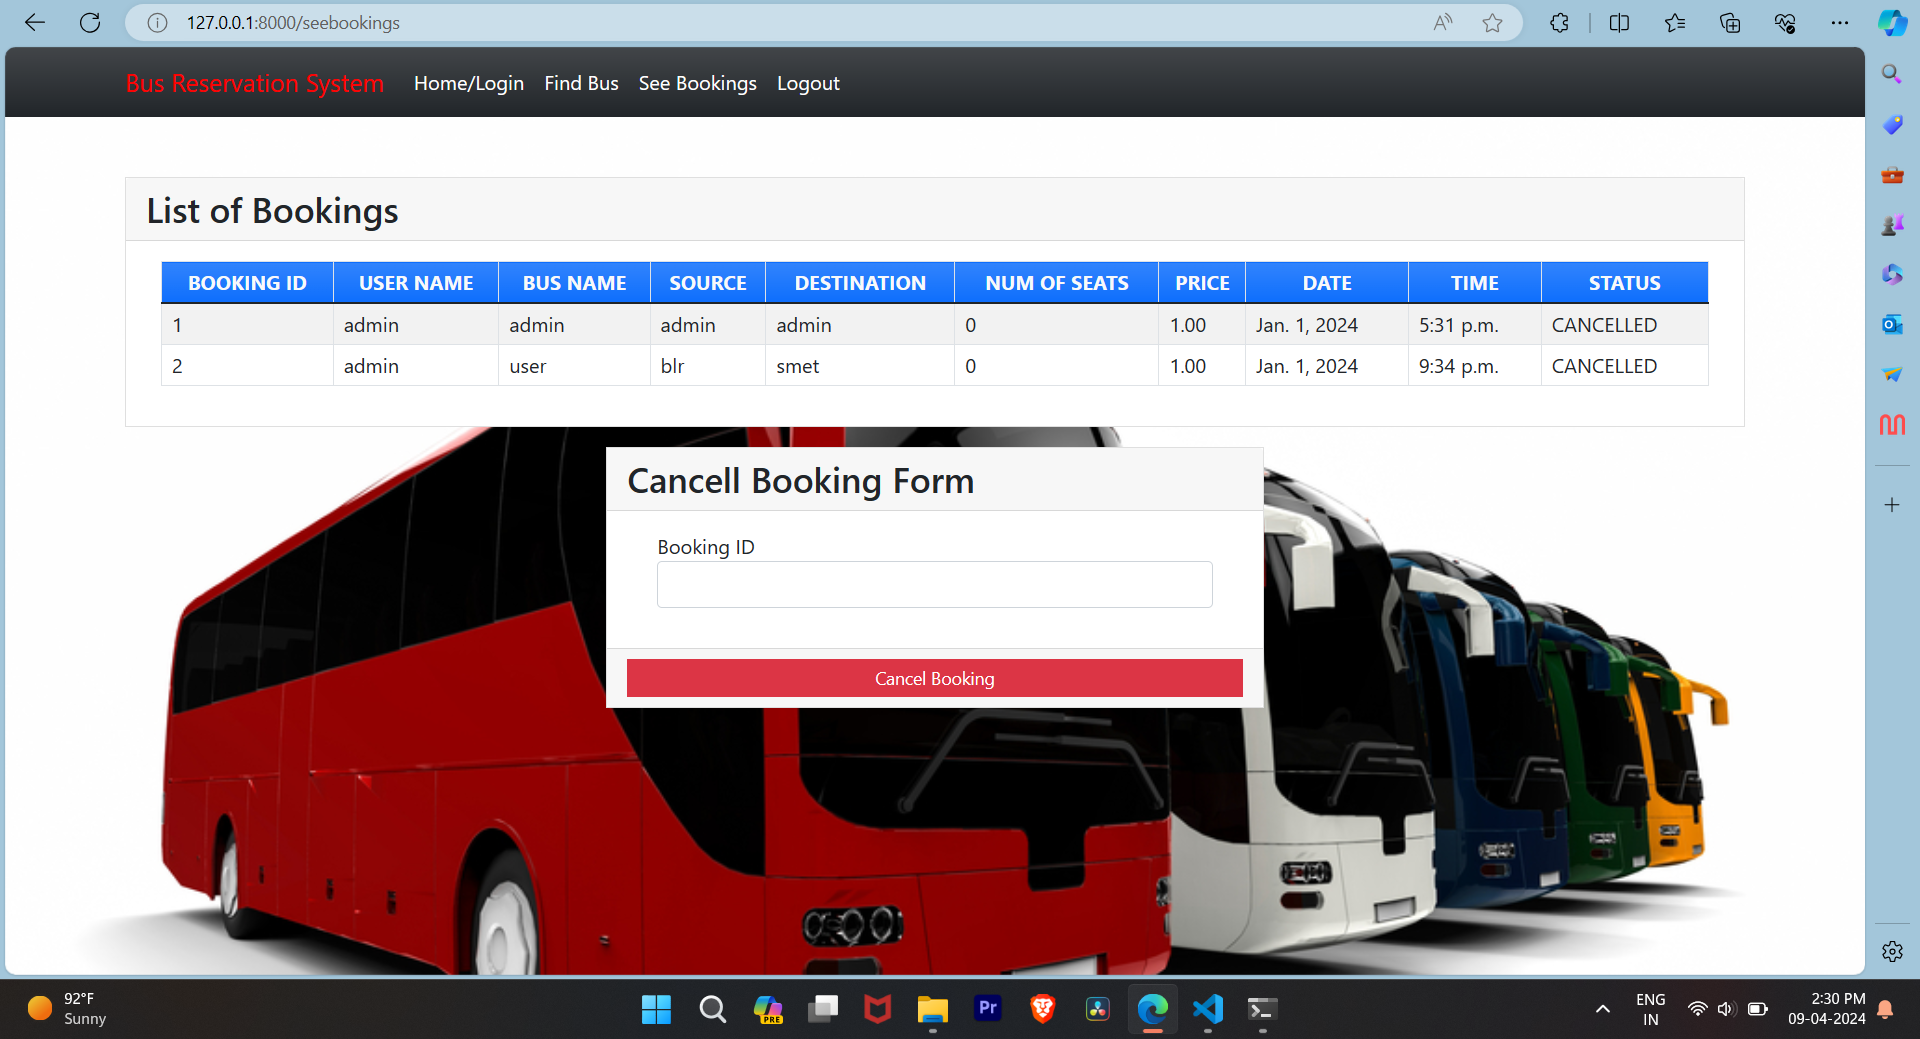 127.0.0.1:8000/seebookings
Bus Reservation System Home/Login Find Bus See Bookings Logout
List of Bookings
BOOKING ID USER NAME BUS NAME SOURCE DESTINATION NUM OF SEATS PRICE DATE TIME STATUS
1 admin admin admin admin 0 1.00 Jan. 1, 2024 5:31 p.m. CANCELLED
2 admin user blr smet 0 1.00 Jan. 1, 2024 9:34 p.m. CANCELLED
Cancell Booking Form
Booking ID
Cancel Booking
92°F
Sunny
PRE
Pr
ENG
IN
2:30 PM
09-04-2024